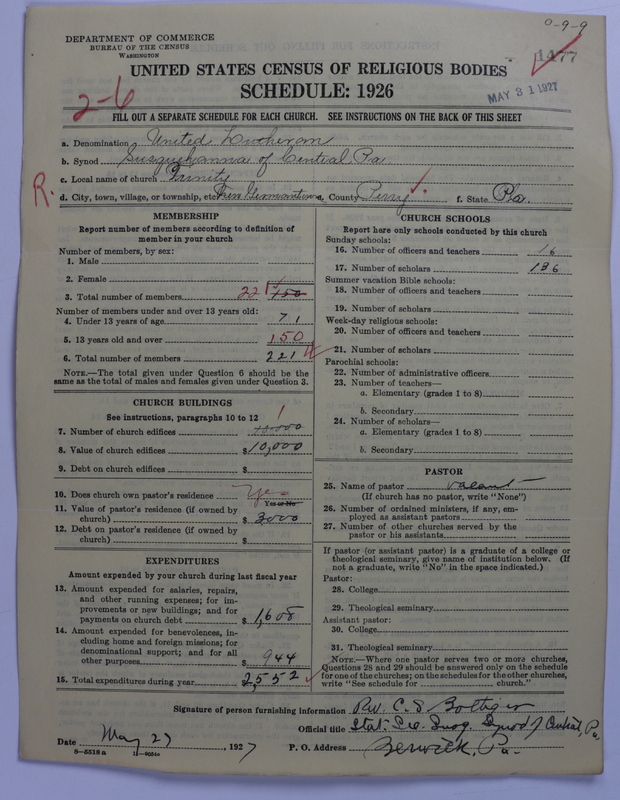 0-9-9
DEPARTMENT OF COMMERCE
BUREAU OF THE CENSUS
WASHINGTON
1477
UNITED STATES CENSUS OF RELIGIOUS BODIES
SCHEDULE: 1926
MAY 31 1927
2-6
FILL OUT A SEPARATE SCHEDULE FOR EACH CHURCH. SEE INSTRUCTIONS ON THE BACK OF THIS SHEET
a. Denomination United Lutheran
b. Synod Susquehanna of Central Pa
c. Local name of church Trinity
R.
d. City, town, village, or township, etc. New Germantown e. County Perry f. State Pa.
MEMBERSHIP
Report number of members according to definition of
member in your church
Number of members, by sex:
1. Male
2. Female
3. Total number of members 221 150
Number of members under and over 13 years old:
4. Under 13 years of age 71
5. 13 years old and over 150
6. Total number of members 221
NOTE.—The total given under Question 6 should be the
same as the total of males and females given under Question 3.
CHURCH BUILDINGS
See instructions, paragraphs 10 to 12
7. Number of church edifices 1 10,000
8. Value of church edifices $ 10,000
9. Debt on church edifices $
10. Does church own pastor's residence Yes
Yes or No
11. Value of pastor's residence (if owned by
church) $ 3000
12. Debt on pastor's residence (if owned by
church) $
EXPENDITURES
Amount expended by your church during last fiscal year
13. Amount expended for salaries, repairs,
and other running expenses; for im-
provements or new buildings; and for
payments on church debt $ 1,608
14. Amount expended for benevolences, in-
cluding home and foreign missions; for
denominational support; and for all
other purposes $ 944
15. Total expenditures during year $ 2,552
CHURCH SCHOOLS
Report here only schools conducted by this church
Sunday schools:
16. Number of officers and teachers 16
17. Number of scholars 136
Summer vacation Bible schools:
18. Number of officers and teachers
19. Number of scholars
Week-day religious schools:
20. Number of officers and teachers
21. Number of scholars
Parochial schools:
22. Number of administrative officers
23. Number of teachers—
a. Elementary (grades 1 to 8)
b. Secondary
24. Number of scholars—
a. Elementary (grades 1 to 8)
b. Secondary
PASTOR
25. Name of pastor Vacant
(If church has no pastor, write "None")
26. Number of ordained ministers, if any, em-
ployed as assistant pastors
27. Number of other churches served by the
pastor or his assistants
If pastor (or assistant pastor) is a graduate of a college or
theological seminary, give name of institution below. (If
not a graduate, write "No" in the space indicated.)
Pastor:
28. College
29. Theological seminary
Assistant pastor:
30. College
31. Theological seminary
NOTE.—Where one pastor serves two or more churches,
Questions 28 and 29 should be answered only on the schedule
for one of the churches; on the schedules for the other churches,
write "See schedule for church."
Signature of person furnishing information Rev. C. S. Bottiger
Official title Stat. Sec. Susq. Synod of Central, Pa
Date May 27, 1927 P. O. Address Berwick, Pa.
8-5518 a